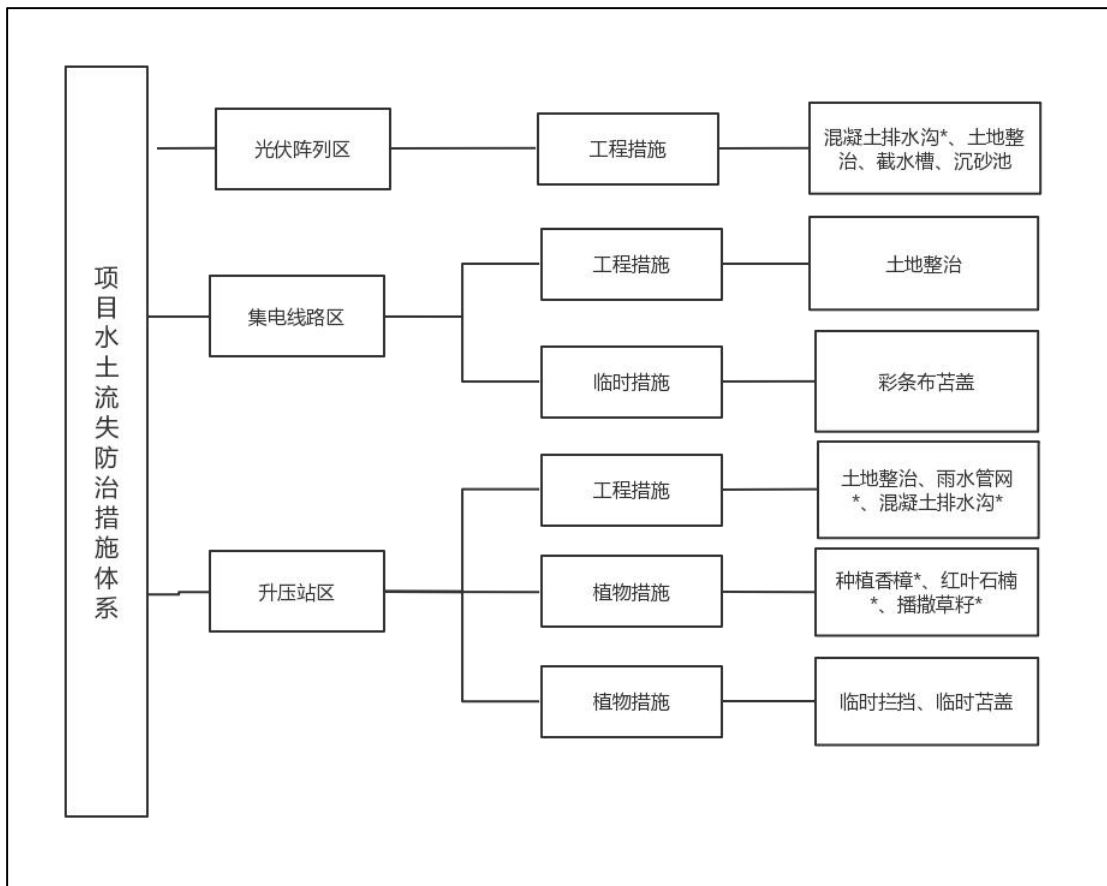 项目水土流失防治措施体系
光伏阵列区
工程措施
混凝土排水沟*、土地整
治、截水槽、沉砂池
集电线路区
工程措施
土地整治
临时措施
彩条布苫盖
升压站区
工程措施
土地整治、雨水管网
*、混凝土排水沟*
植物措施
种植香樟*、红叶石楠
*、播撒草籽*
植物措施
临时拦挡、临时苫盖